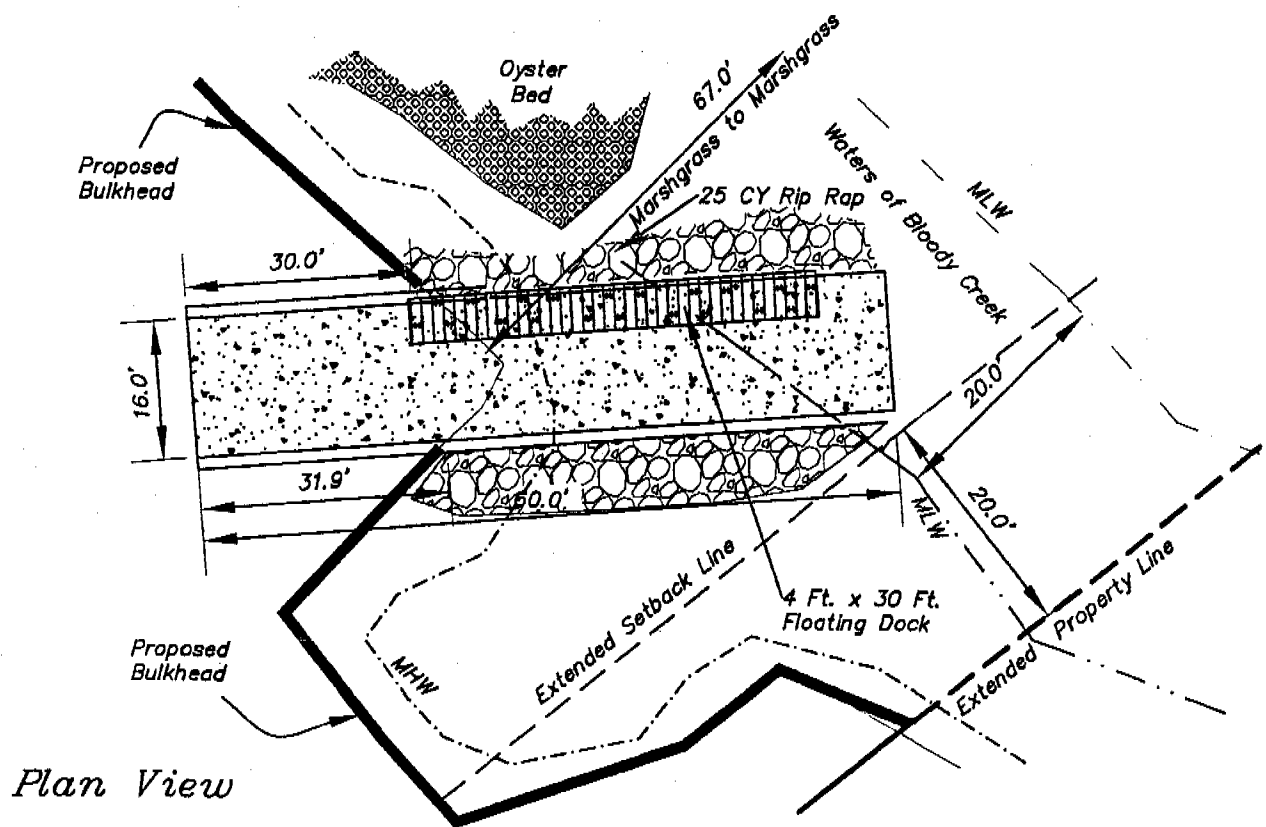 Oyster
Bed
67.0'
Marshgrass to Marshgrass
Waters of Bloody Creek
MLW
Proposed
Bulkhead
25 CY Rip Rap
30.0'
16.0'
20.0'
31.9'
60.0'
MLW
20.0'
4 Ft. x 30 Ft.
Floating Dock
Extended Setback Line
Extended Property Line
Proposed
Bulkhead
MHW
Plan View